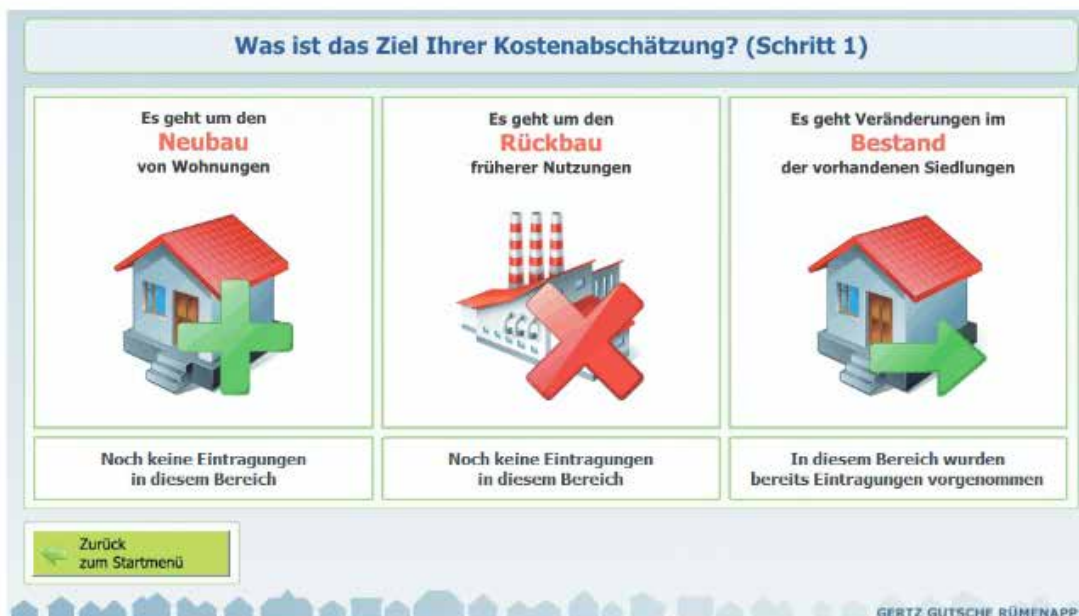 Was ist das Ziel Ihrer Kostenabschätzung? (Schritt 1)
Es geht um den
Neubau
von Wohnungen
Es geht um den
Rückbau
früherer Nutzungen
Es geht Veränderungen im
Bestand
der vorhandenen Siedlungen
Noch keine Eintragungen
in diesem Bereich
Noch keine Eintragungen
in diesem Bereich
In diesem Bereich wurden
bereits Eintragungen vorgenommen
Zurück
zum Startmenü
GERTZ GUTSCHE RÜMENAPP